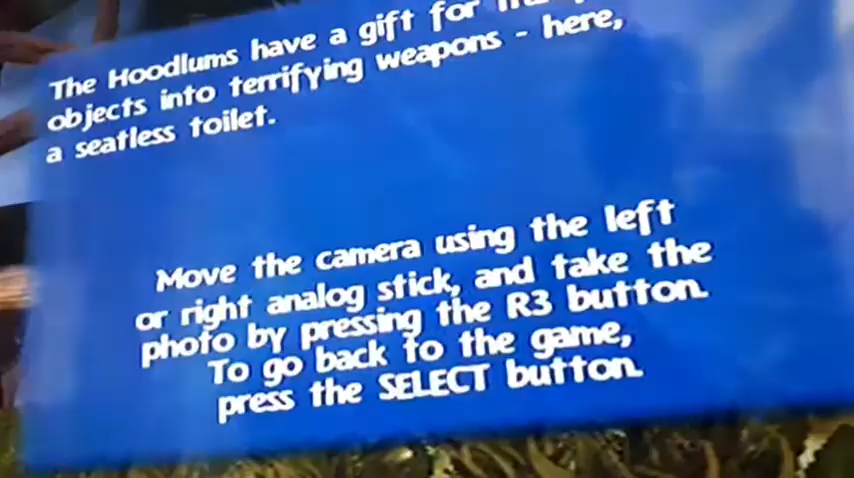 The Hoodlums have a gift for
objects into terrifying weapons - here,
a seatless toilet.
Move the camera using the left
or right analog stick, and take the
photo by pressing the R3 button.
To go back to the game,
press the SELECT button.